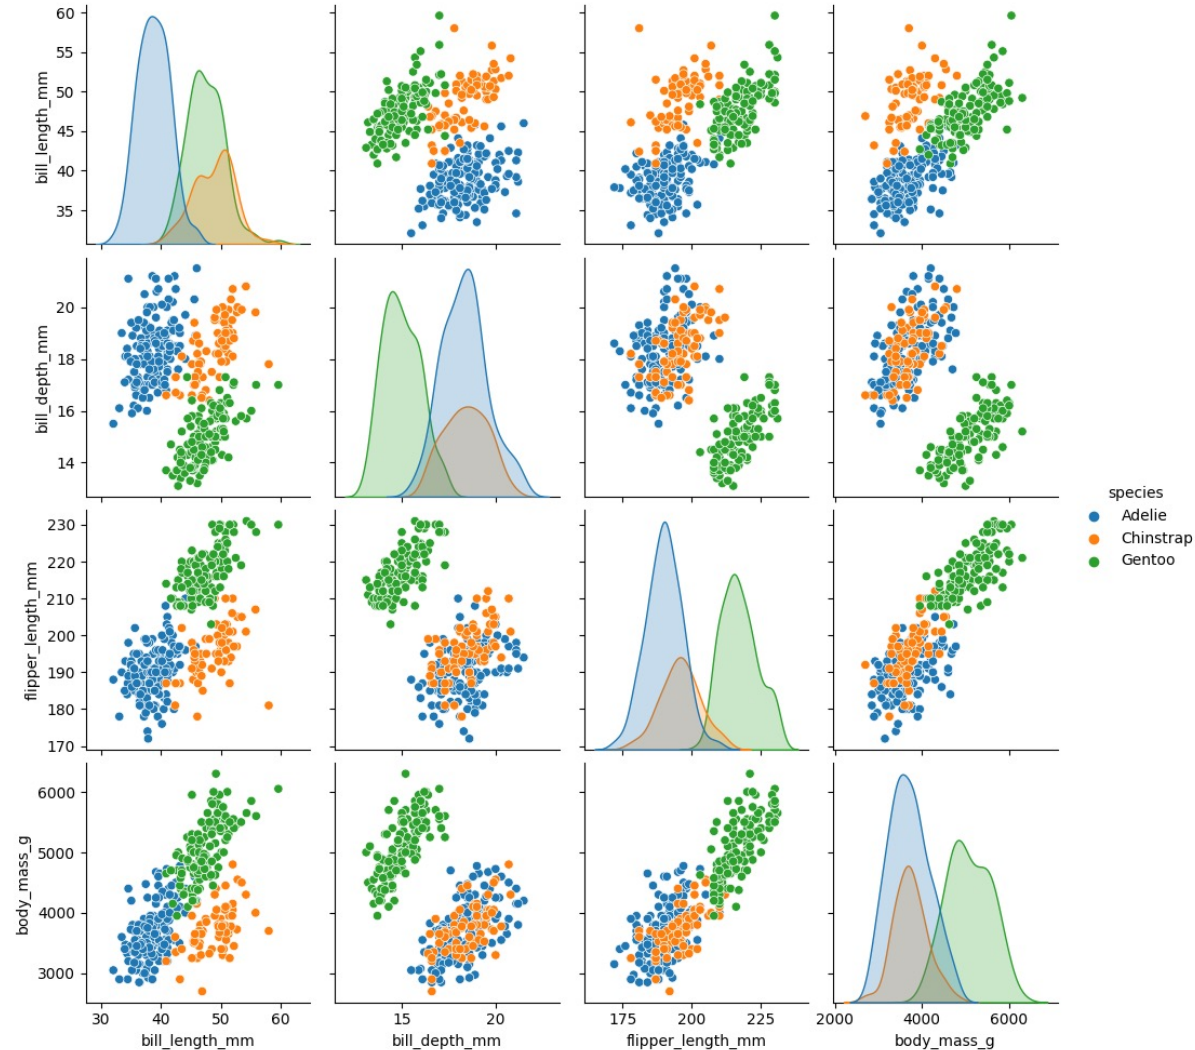 60
55
50
45
40
35
bill_length_mm
20
18
16
14
bill_depth_mm
species
Adelie
Chinstrap
Gentoo
230
220
210
200
190
180
170
flipper_length_mm
6000
5000
4000
3000
body_mass_g
30 40 50 60 15 20 175 200 225 2000 4000 6000
bill_length_mm bill_depth_mm flipper_length_mm body_mass_g